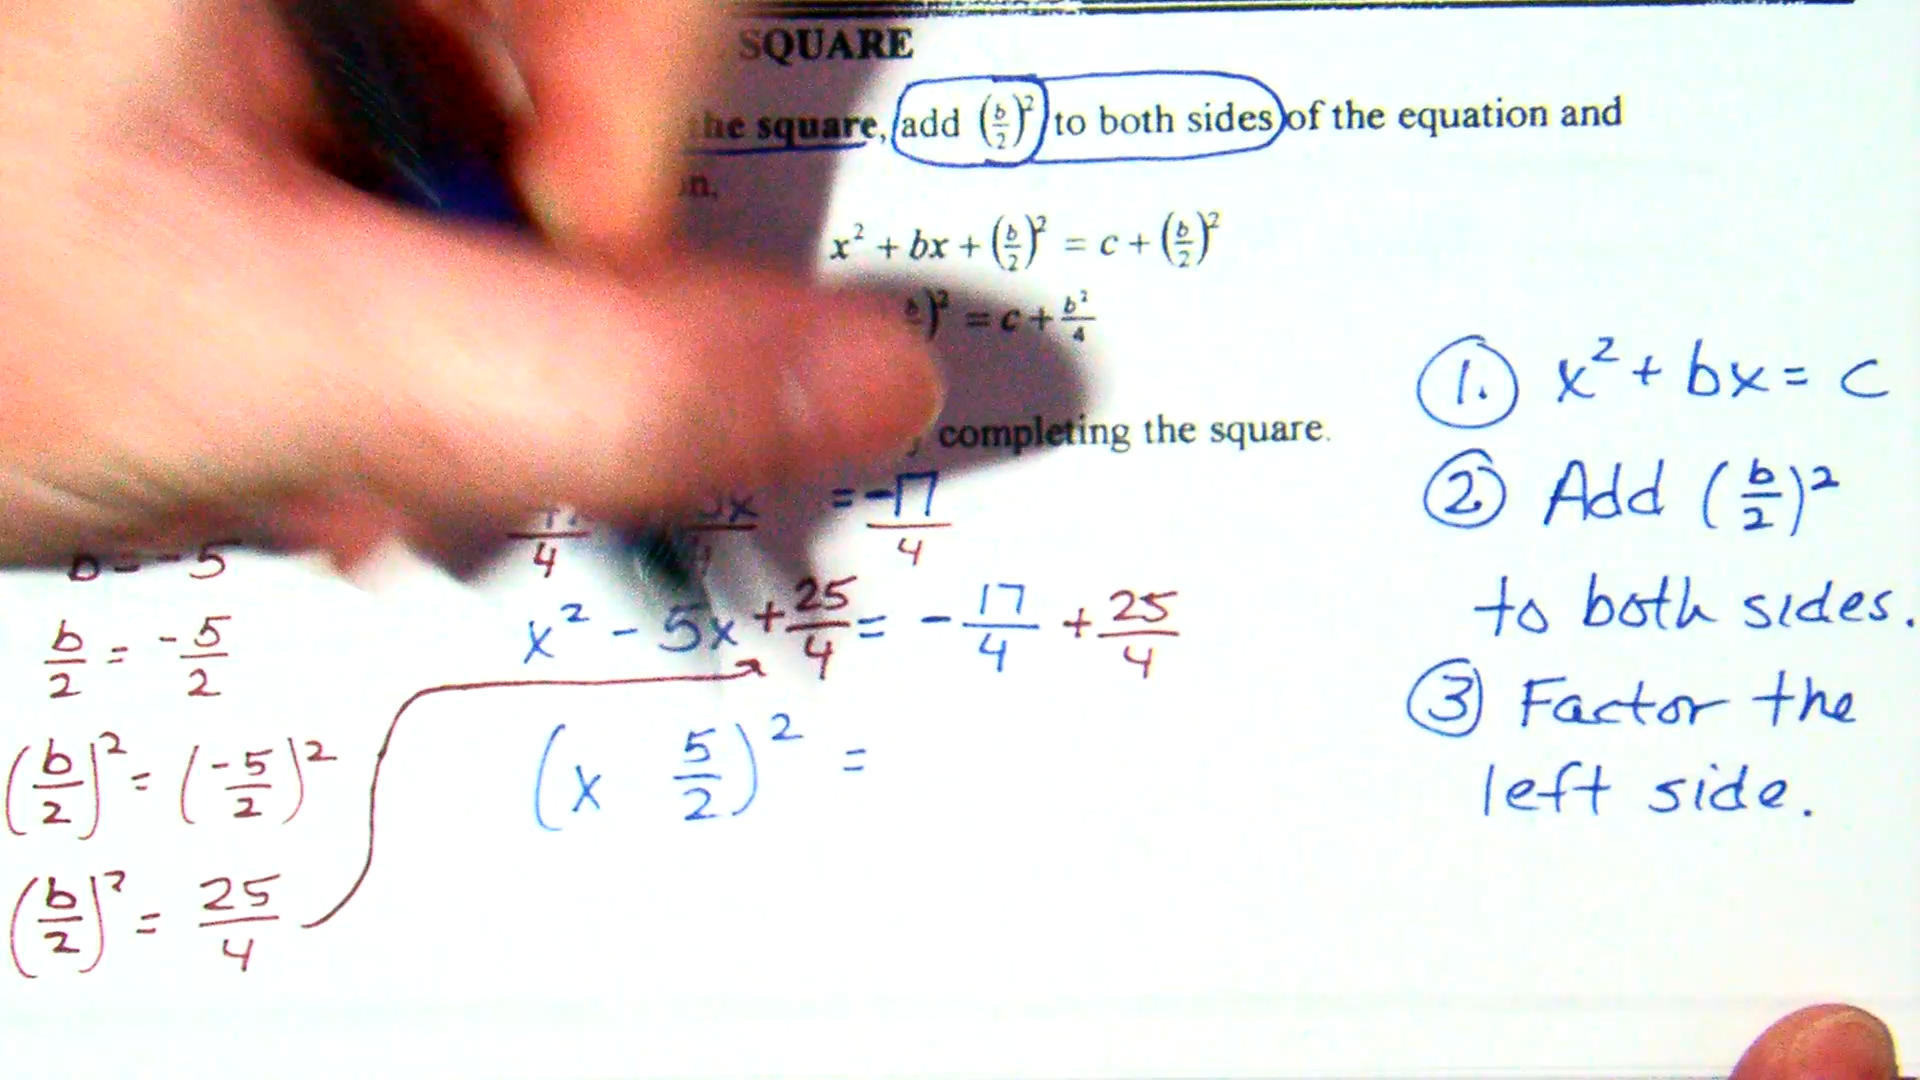 SQUARE
the square, add (b/2)² to both sides of the equation and
x² + bx + (b/2)² = c + (b/2)²
)² = c + b²/4
completing the square.
= -17/4
b = -5
x² - 5x + 25/4 = - 17/4 + 25/4
b/2 = -5/2
(x 5/2)² =
(b/2)² = (-5/2)²
(b/2)² = 25/4
1. x² + bx = c
2. Add (b/2)²
to both sides.
3 Factor the
left side.